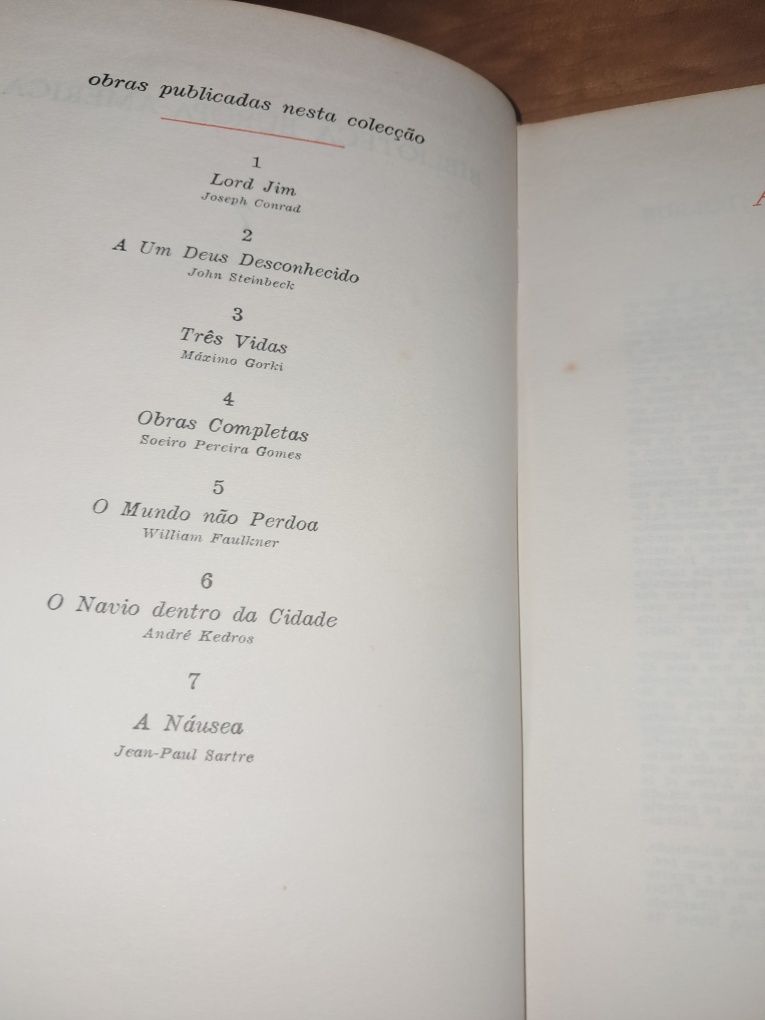 obras publicadas nesta colecção
1
Lord Jim
Joseph Conrad
2
A Um Deus Desconhecido
John Steinbeck
3
Três Vidas
Máximo Gorki
4
Obras Completas
Soeiro Pereira Gomes
5
O Mundo não Perdoa
William Faulkner
6
O Navio dentro da Cidade
André Kedros
7
A Náusea
Jean-Paul Sartre